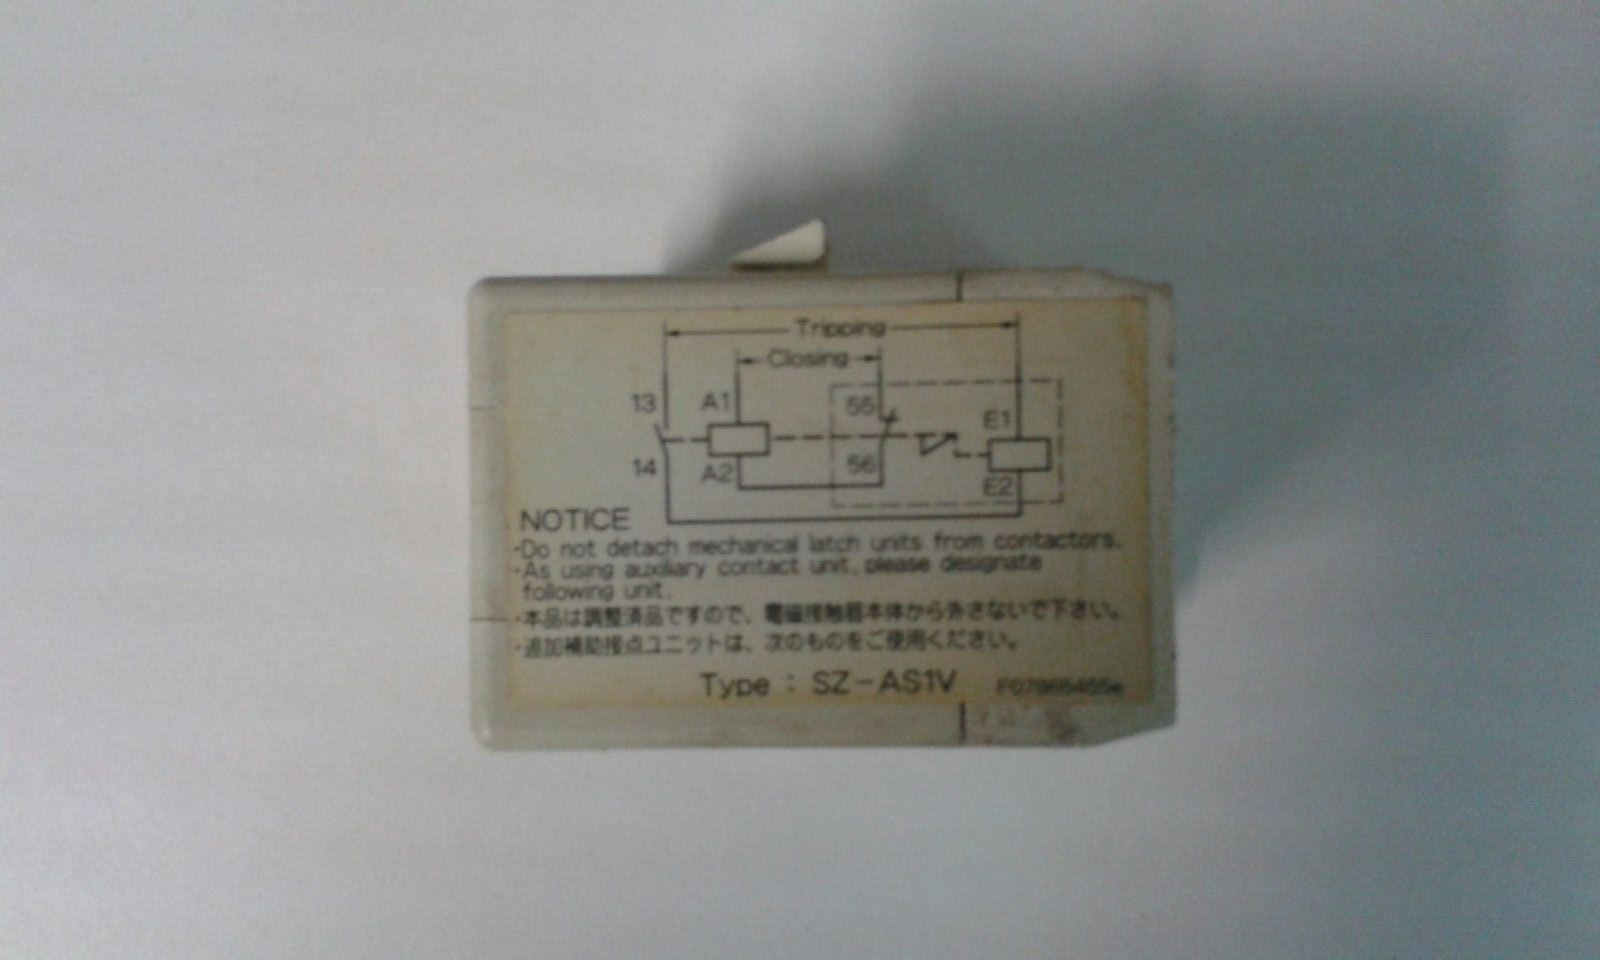 Tripping
Closing
13 A1 55 E1
14 A2 56 E2
NOTICE
·Do not detach mechanical latch units from contactors.
·As using auxiliary contact unit, please designate
following unit.
·本品は調整済品ですので、電磁接触器本体から外さないで下さい。
·追加補助接点ユニットは、次のものをご使用ください。
Type : SZ-AS1V